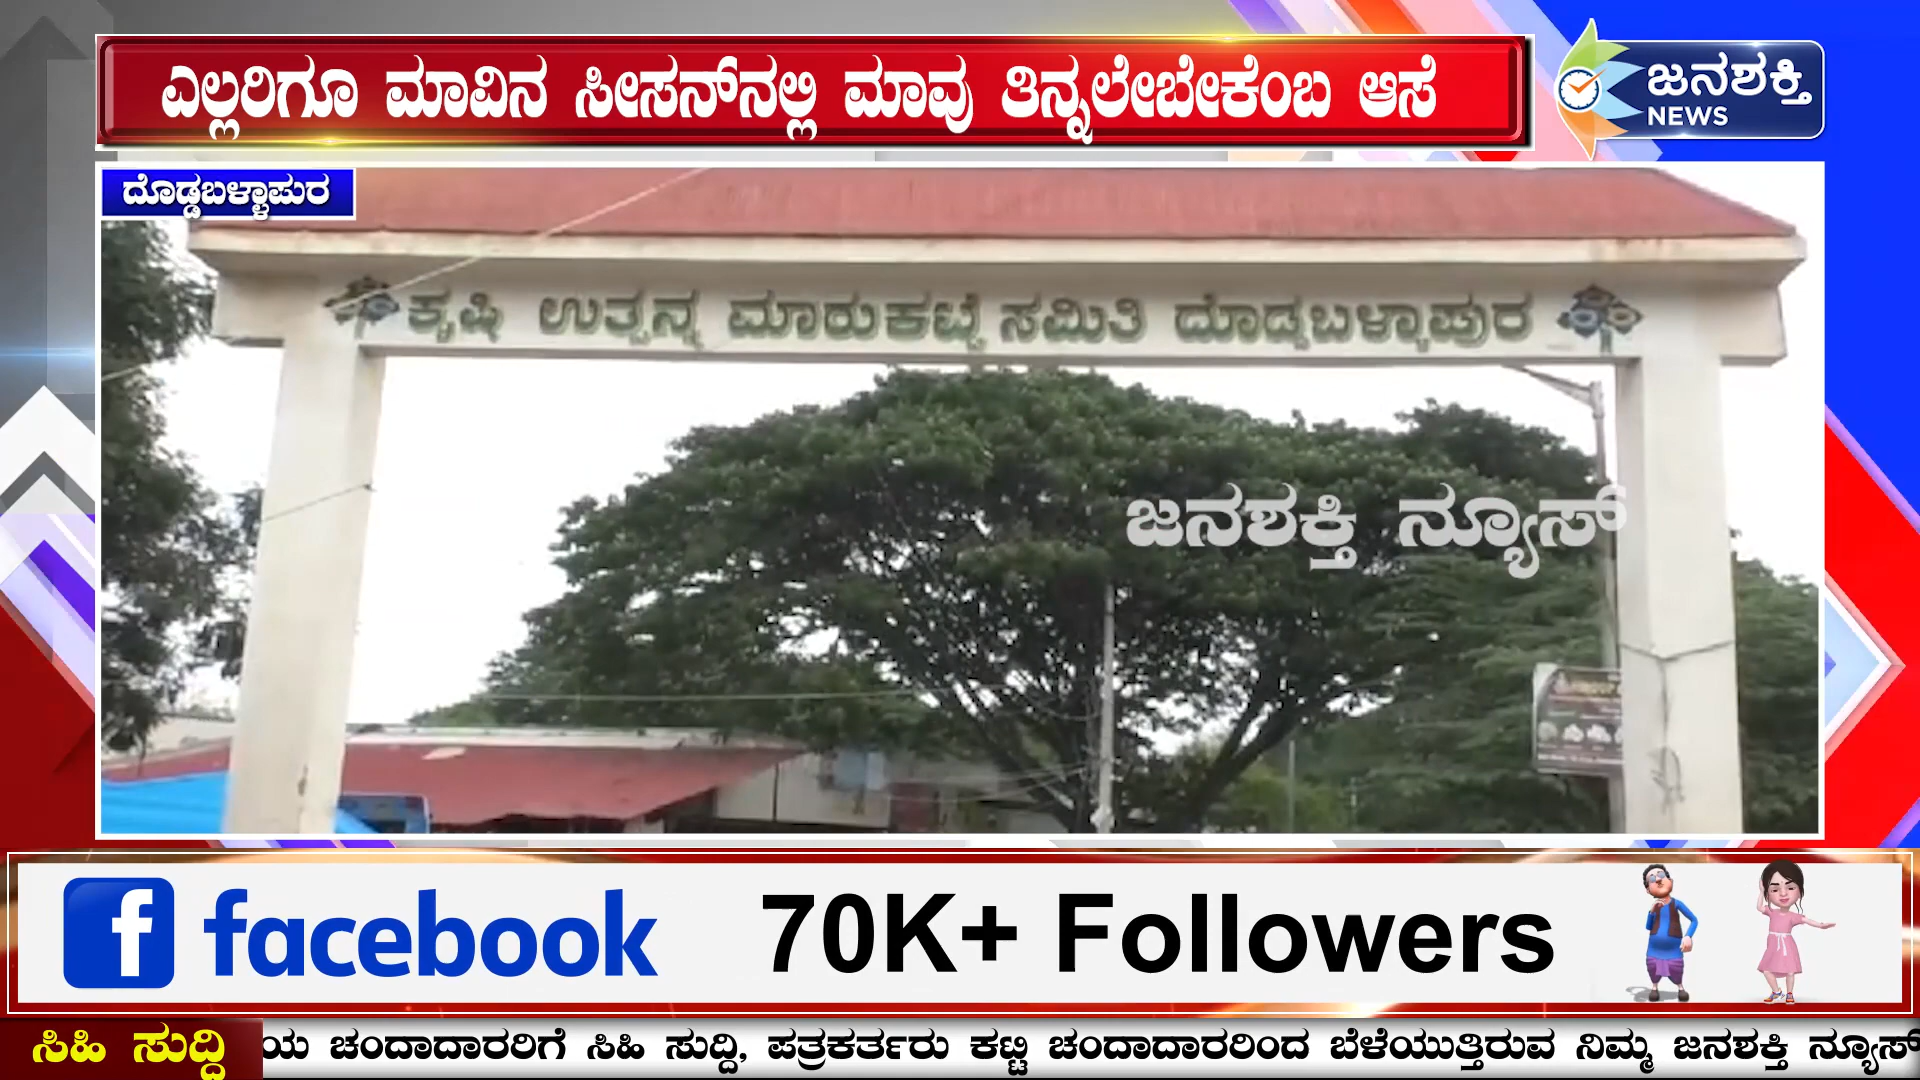 ಎಲ್ಲರಿಗೂ ಮಾವಿನ ಸೀಸನ್‌ನಲ್ಲಿ ಮಾವು ತಿನ್ನಲೇಬೇಕೆಂಬ ಆಸೆ
ಜನಶಕ್ತಿ
NEWS
ದೊಡ್ಡಬಳ್ಳಾಪುರ
ಕೃಷಿ ಉತ್ಪನ್ನ ಮಾರುಕಟ್ಟೆ ಸಮಿತಿ ದೊಡ್ಡಬಳ್ಳಾಪುರ
ಜನಶಕ್ತಿ ನ್ಯೂಸ್
f facebook 70K+ Followers
ಸಿಹಿ ಸುದ್ದಿ ಯ ಚಂದಾದಾರರಿಗೆ ಸಿಹಿ ಸುದ್ದಿ, ಪತ್ರಕರ್ತರು ಕಟ್ಟಿ ಚಂದಾದಾರರಿಂದ ಬೆಳೆಯುತ್ತಿರುವ ನಿಮ್ಮ ಜನಶಕ್ತಿ ನ್ಯೂಸ್